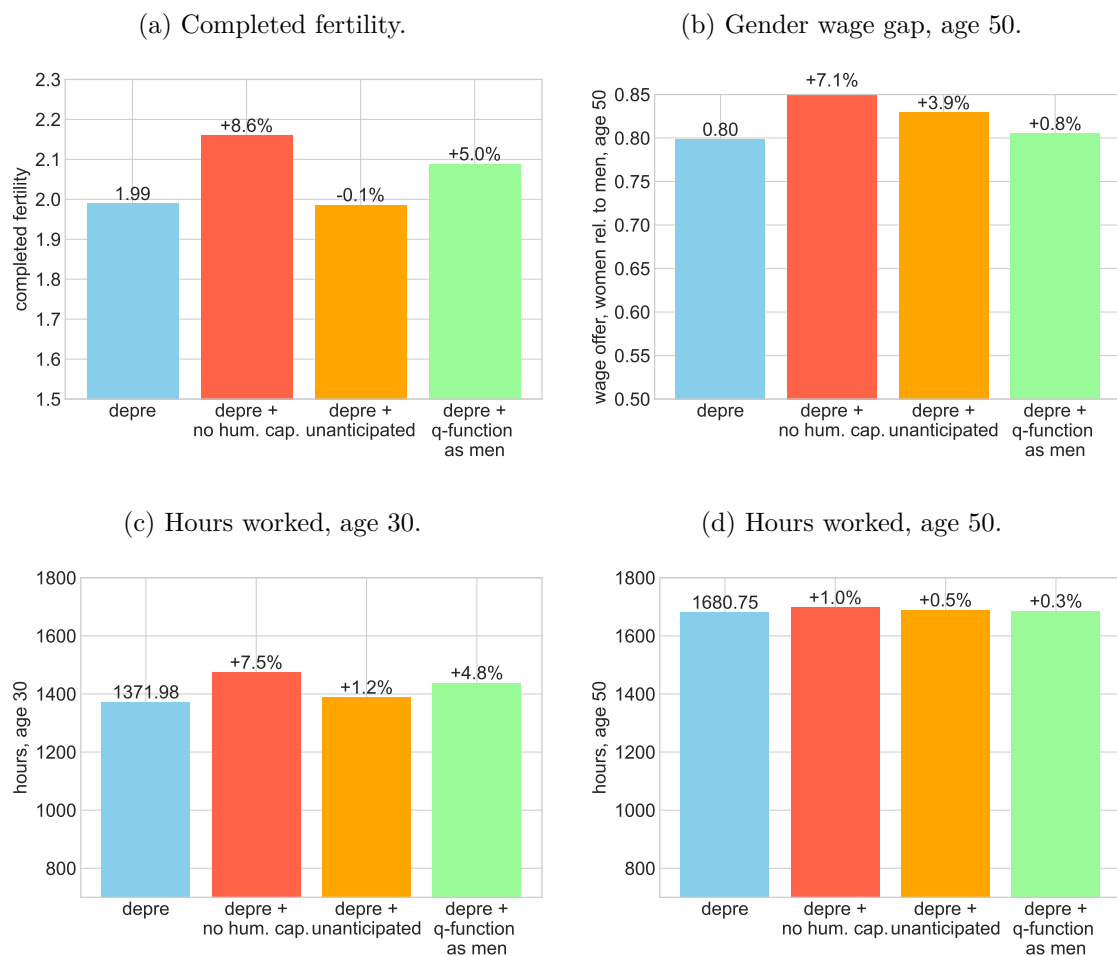 (a) Completed fertility.
2.3
2.2
2.1
2.0
1.9
1.8
1.7
1.6
1.5
completed fertility
1.99
+8.6%
-0.1%
+5.0%
depre
depre +
no hum. cap.
depre +
unanticipated
depre +
q-function
as men
(b) Gender wage gap, age 50.
0.85
0.80
0.75
0.70
0.65
0.60
0.55
0.50
wage offer, women rel. to men, age 50
0.80
+7.1%
+3.9%
+0.8%
depre
depre +
no hum. cap.
depre +
unanticipated
depre +
q-function
as men
(c) Hours worked, age 30.
1800
1600
1400
1200
1000
800
hours, age 30
1371.98
+7.5%
+1.2%
+4.8%
depre
depre +
no hum. cap.
depre +
unanticipated
depre +
q-function
as men
(d) Hours worked, age 50.
1800
1600
1400
1200
1000
800
hours, age 50
1680.75
+1.0%
+0.5%
+0.3%
depre
depre +
no hum. cap.
depre +
unanticipated
depre +
q-function
as men